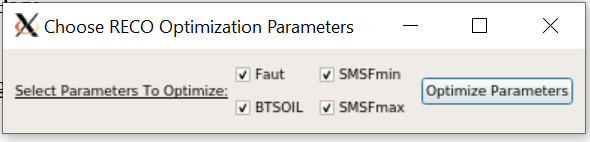 Choose RECO Optimization Parameters
Select Parameters To Optimize:
Faut
SMSFmin
BTSOIL
SMSFmax
Optimize Parameters